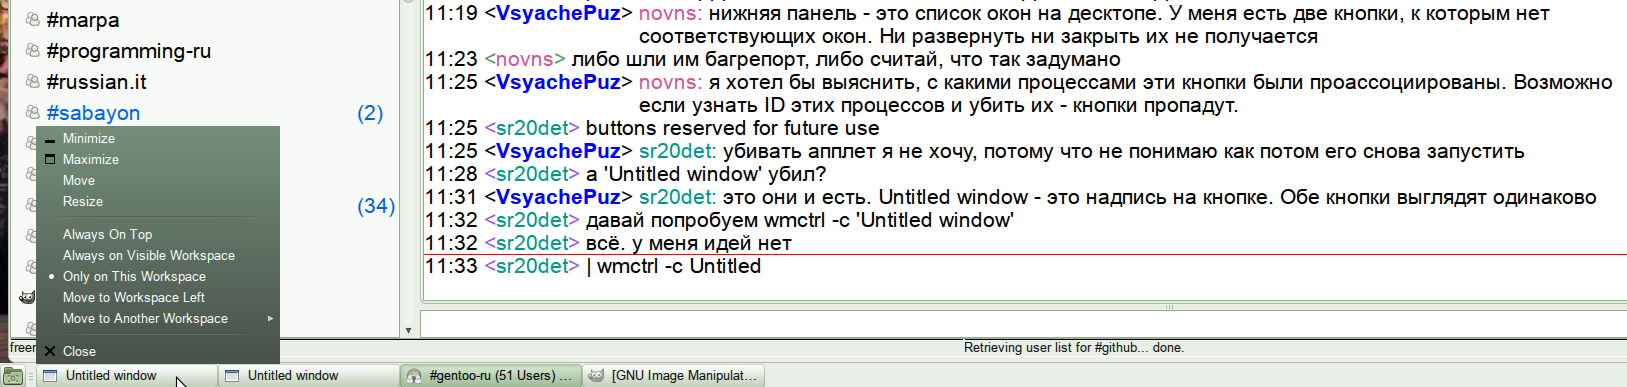 #marpa
#programming-ru
#russian.it
#sabayon (2)
(34)
Minimize
Maximize
Move
Resize
Always On Top
Always on Visible Workspace
Only on This Workspace
Move to Workspace Left
Move to Another Workspace
Close
11:19 <VsyachePuz> novns: нижняя панель - это список окон на десктопе. У меня есть две кнопки, к которым нет
соответствующих окон. Ни развернуть ни закрыть их не получается
11:23 <novns> либо шли им багрепорт, либо считай, что так задумано
11:25 <VsyachePuz> novns: я хотел бы выяснить, с какими процессами эти кнопки были проассоциированы. Возможно
если узнать ID этих процессов и убить их - кнопки пропадут.
11:25 <sr20det> buttons reserved for future use
11:25 <VsyachePuz> sr20det: убивать апплет я не хочу, потому что не понимаю как потом его снова запустить
11:28 <sr20det> а 'Untitled window' убил?
11:31 <VsyachePuz> sr20det: это они и есть. Untitled window - это надпись на кнопке. Обе кнопки выглядят одинаково
11:32 <sr20det> давай попробуем wmctrl -c 'Untitled window'
11:32 <sr20det> всё. у меня идей нет
11:33 <sr20det> | wmctrl -c Untitled
Retrieving user list for #github... done.
Untitled window
Untitled window
#gentoo-ru (51 Users) ...
[GNU Image Manipulat...